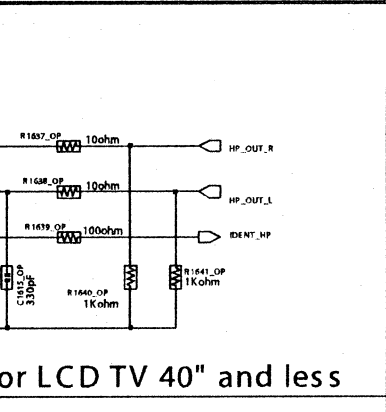 R1637_OP
10ohm
HP_OUT_R
R1638_OP
10ohm
HP_OUT_L
R1639_OP
100ohm
IDENT_HP
C1615_OP
330pF
R1640_OP
1Kohm
R1641_OP
1Kohm
or LCD TV 40" and less